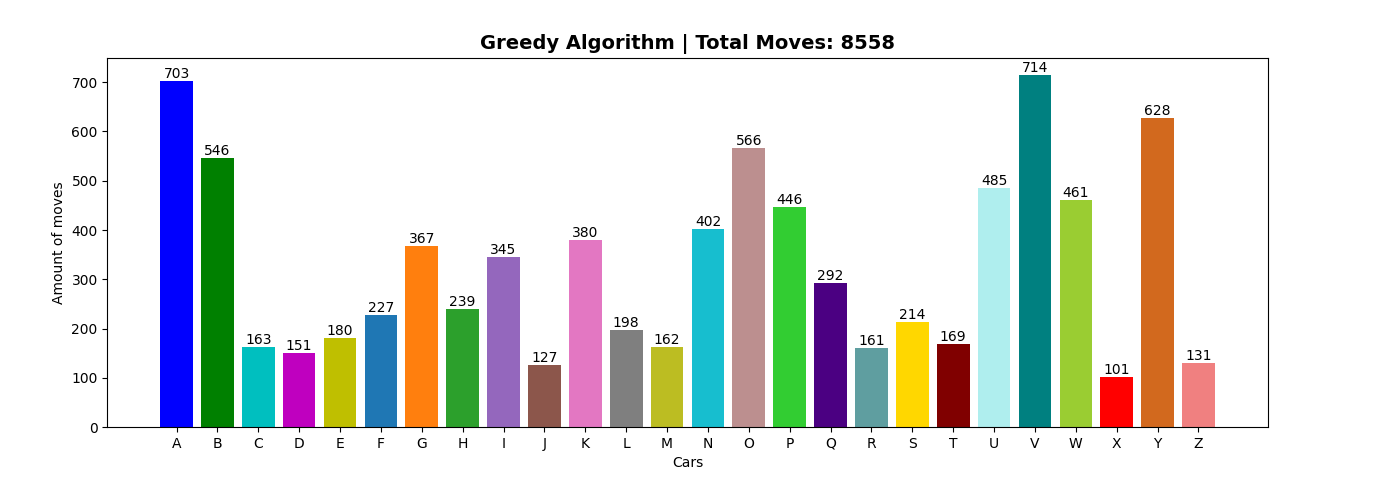 Greedy Algorithm | Total Moves: 8558
Amount of moves
700
600
500
400
300
200
100
0
703 546 163 151 180 227 367 239 345 127 380 198 162 402 566 446 292 161 214 169 485 714 461 101 628 131
A B C D E F G H I J K L M N O P Q R S T U V W X Y Z
Cars